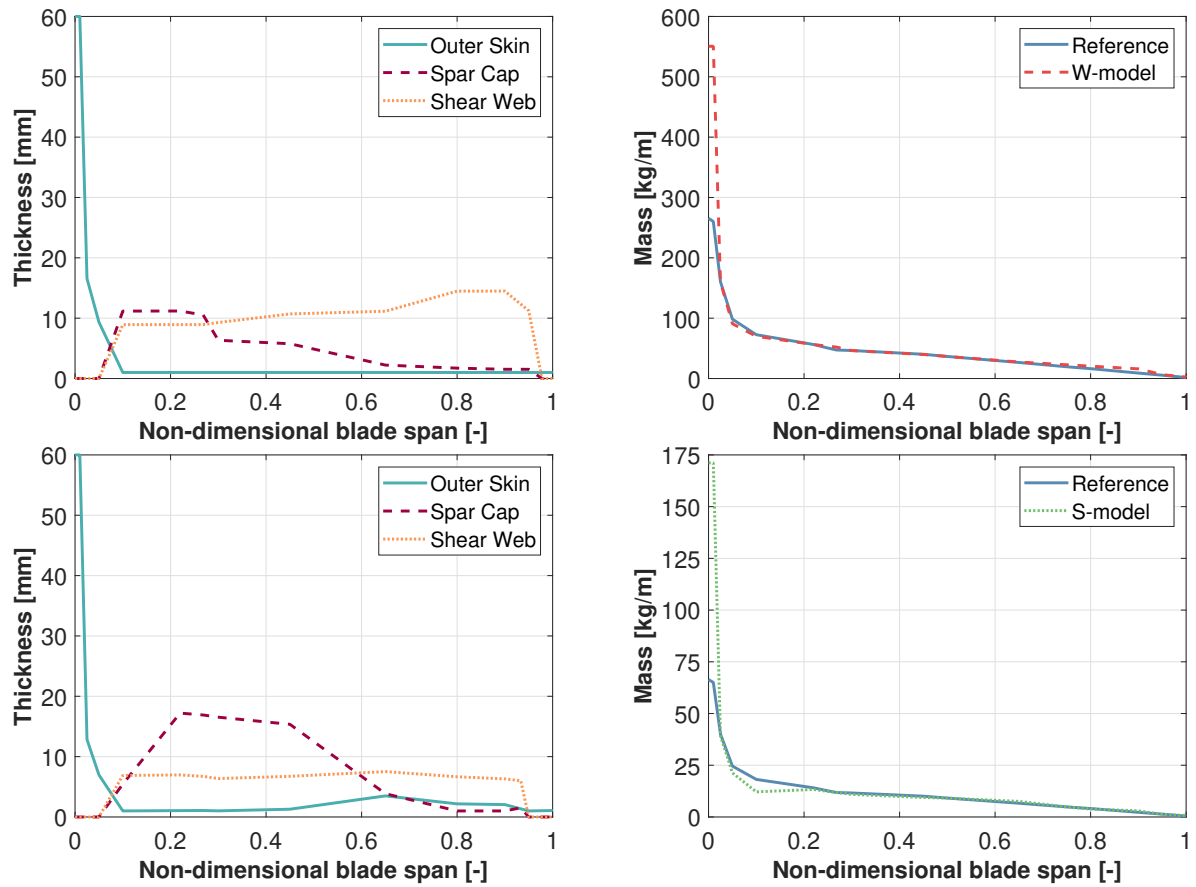 60
50
40
30
20
10
0
Thickness [mm]
Outer Skin
Spar Cap
Shear Web
0 0.2 0.4 0.6 0.8 1
Non-dimensional blade span [-]
600
500
400
300
200
100
0
Mass [kg/m]
Reference
W-model
0 0.2 0.4 0.6 0.8 1
Non-dimensional blade span [-]
60
50
40
30
20
10
0
Thickness [mm]
Outer Skin
Spar Cap
Shear Web
0 0.2 0.4 0.6 0.8 1
Non-dimensional blade span [-]
175
150
125
100
75
50
25
0
Mass [kg/m]
Reference
S-model
0 0.2 0.4 0.6 0.8 1
Non-dimensional blade span [-]